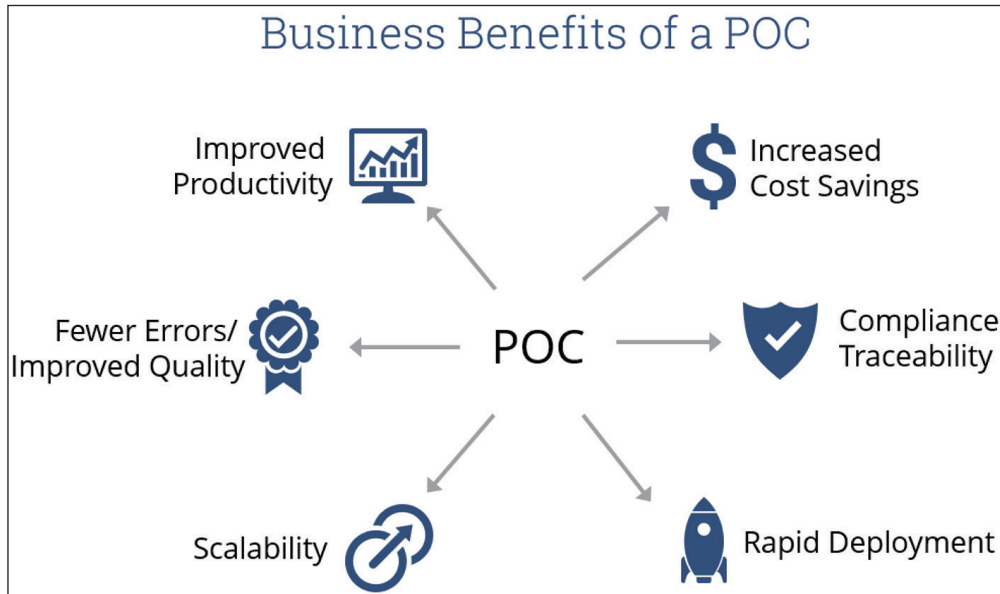 Business Benefits of a POC
Improved
Productivity
Increased
Cost Savings
Fewer Errors/
Improved Quality
POC
Compliance
Traceability
Scalability
Rapid Deployment